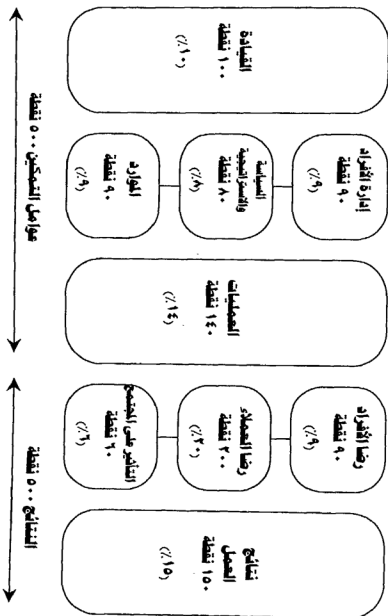 القيادة
١٠٠ نقطة
(٪١٠)
إدارة الأفراد
٩٠ نقطة
(٪٩)
السياسة
والاستراتيجية
٨٠ نقطة
(٪٨)
الموارد
٩٠ نقطة
(٪٩)
العمليات
١٤٠ نقطة
(٪١٤)
رضا الأفراد
٩٠ نقطة
(٪٩)
رضا العملاء
٢٠٠ نقطة
(٪٢٠)
التأثير على المجتمع
٦٠ نقطة
(٪٦)
نتائج
العمل
١٥٠ نقطة
(٪١٥)
عوامل التمكين ٥٠٠ نقطة
النتائج ٥٠٠ نقطة